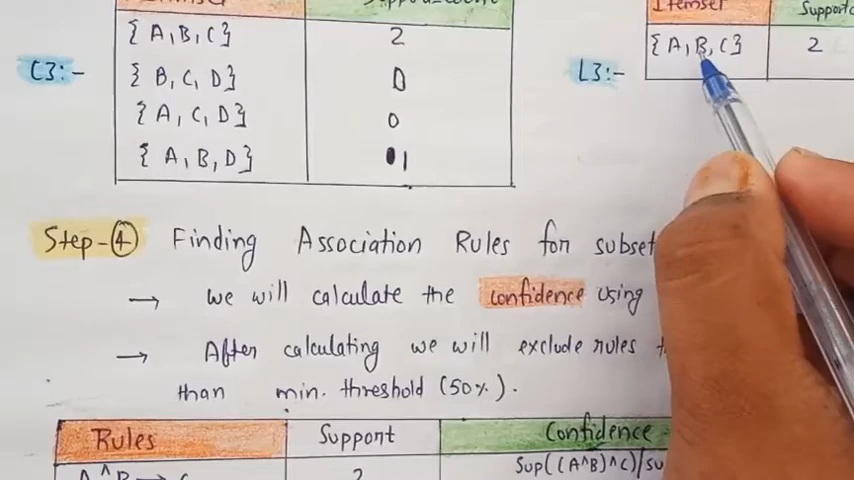 Itemset Support
{A,B,C} 2
C3:-
{B,C,D} 0
{A,C,D} 0
{A,B,D} 1
L3:-
{A,B,C} 2
Step-4 Finding Association Rules for subset
→ we will calculate the confidence using
→ After calculating we will exclude rules
than min. threshold (50%).
Rules Support Confidence
A^B → C 2 Sup((A^B)^C)/su